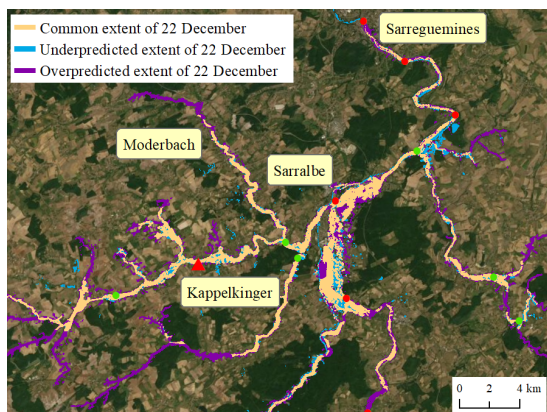 Common extent of 22 December
Underpredicted extent of 22 December
Overpredicted extent of 22 December
Sarreguemines
Moderbach
Sarralbe
Kappelkinger
0 2 4 km